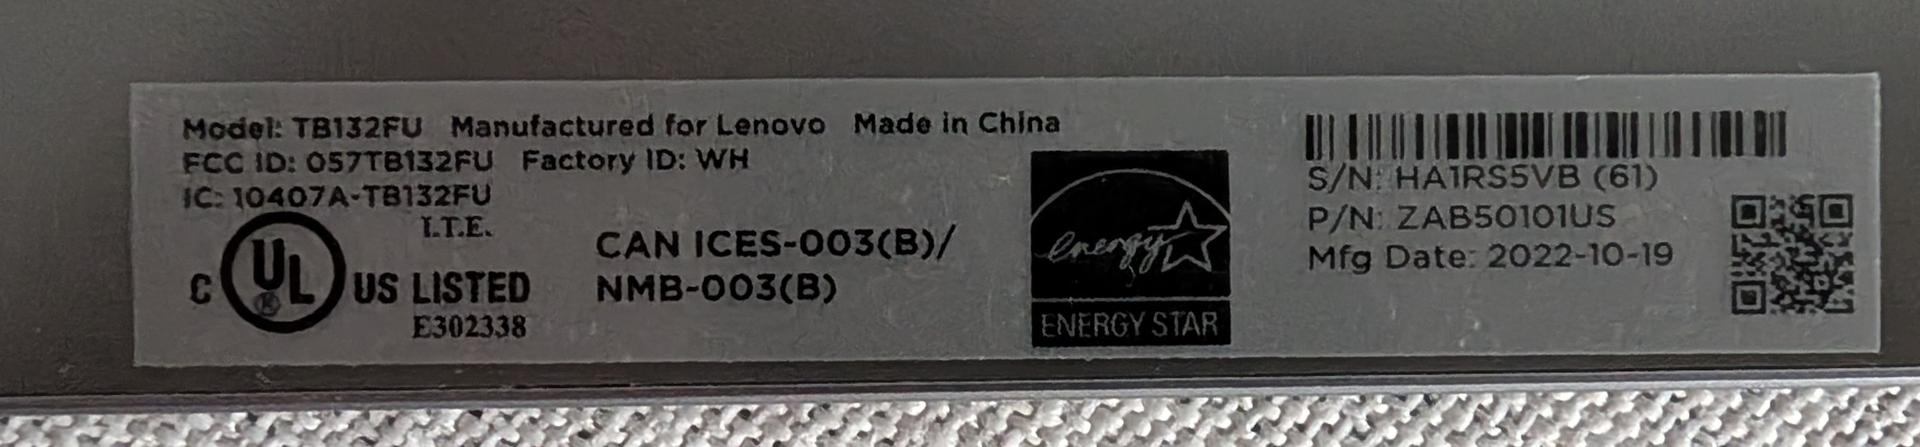 Model: TB132FU Manufactured for Lenovo Made in China
FCC ID: O57TB132FU Factory ID: WH
IC: 10407A-TB132FU
I.T.E.
C UL ® US LISTED
E302338
CAN ICES-003(B)/
NMB-003(B)
energy
ENERGY STAR
S/N: HA1RS5VB (61)
P/N: ZAB50101US
Mfg Date: 2022-10-19